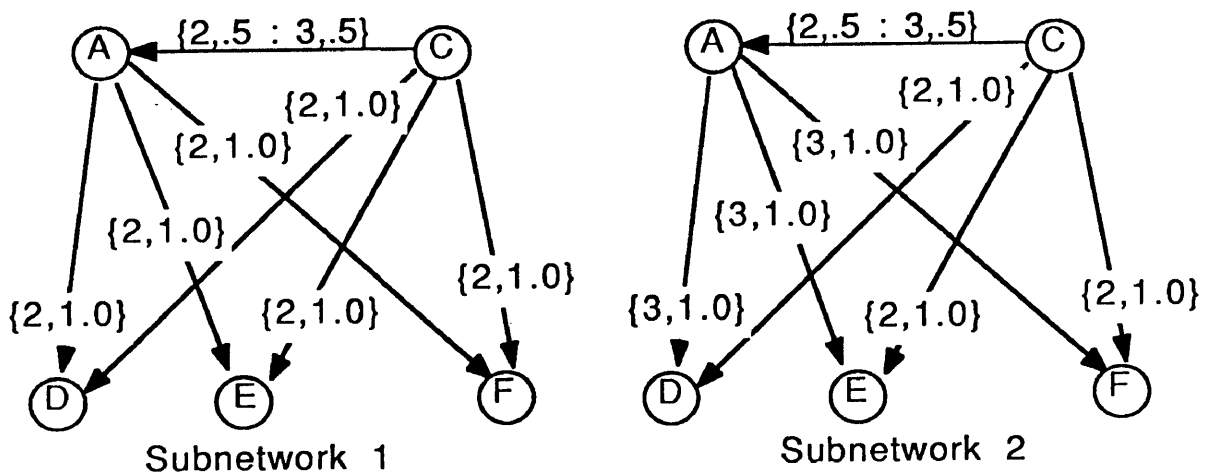 {2,.5 : 3,.5}
A
C
{2,1.0}
{2,1.0}
{2,1.0}
{2,1.0}
{2,1.0}
{2,1.0}
D
E
F
Subnetwork 1
{2,.5 : 3,.5}
A
C
{2,1.0}
{3,1.0}
{3,1.0}
{2,1.0}
{3,1.0}
{2,1.0}
D
E
F
Subnetwork 2